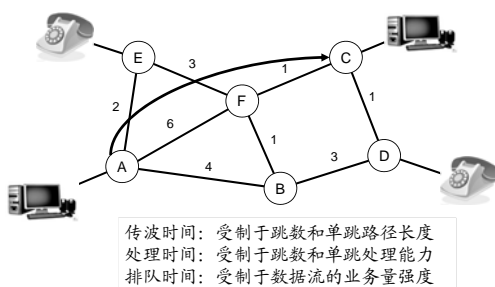 E
3
C
1
2
F
6
1
1
A
4
3
D
B
传波时间：受制于跳数和单跳路径长度
处理时间：受制于跳数和单跳处理能力
排队时间：受制于数据流的业务量强度